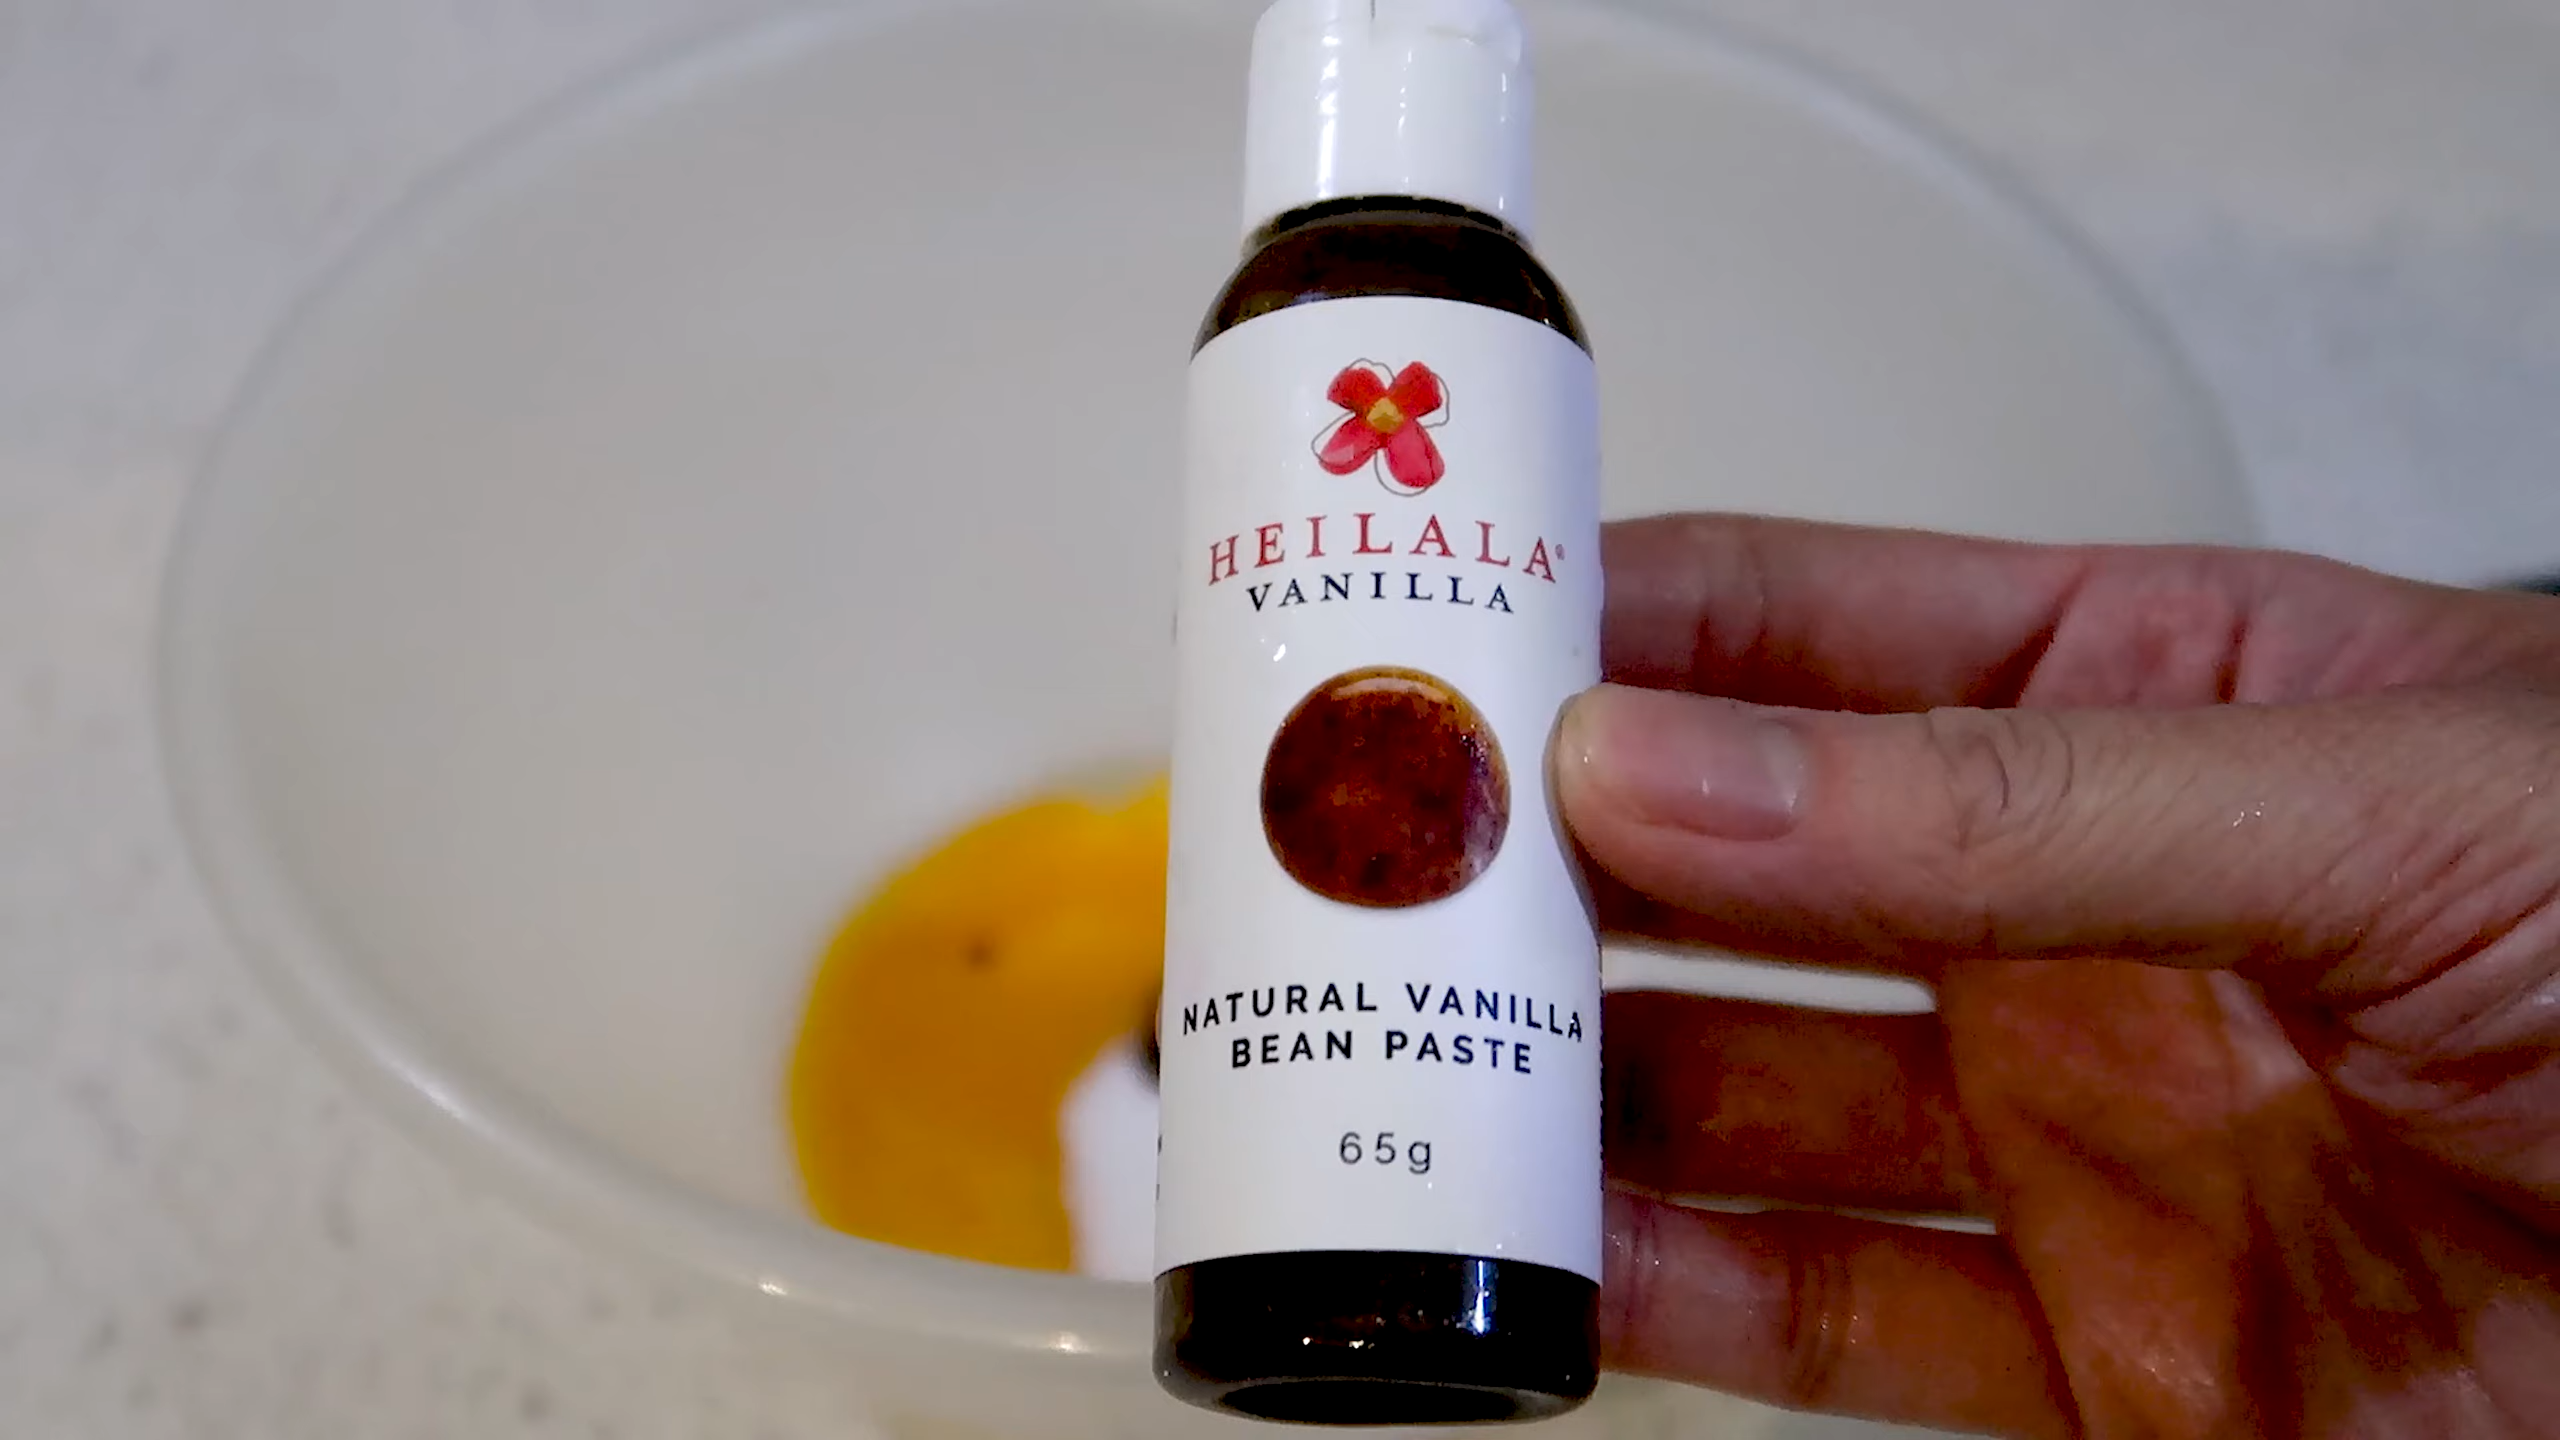 HEILALA®
VANILLA
NATURAL VANILLA
BEAN PASTE
65g